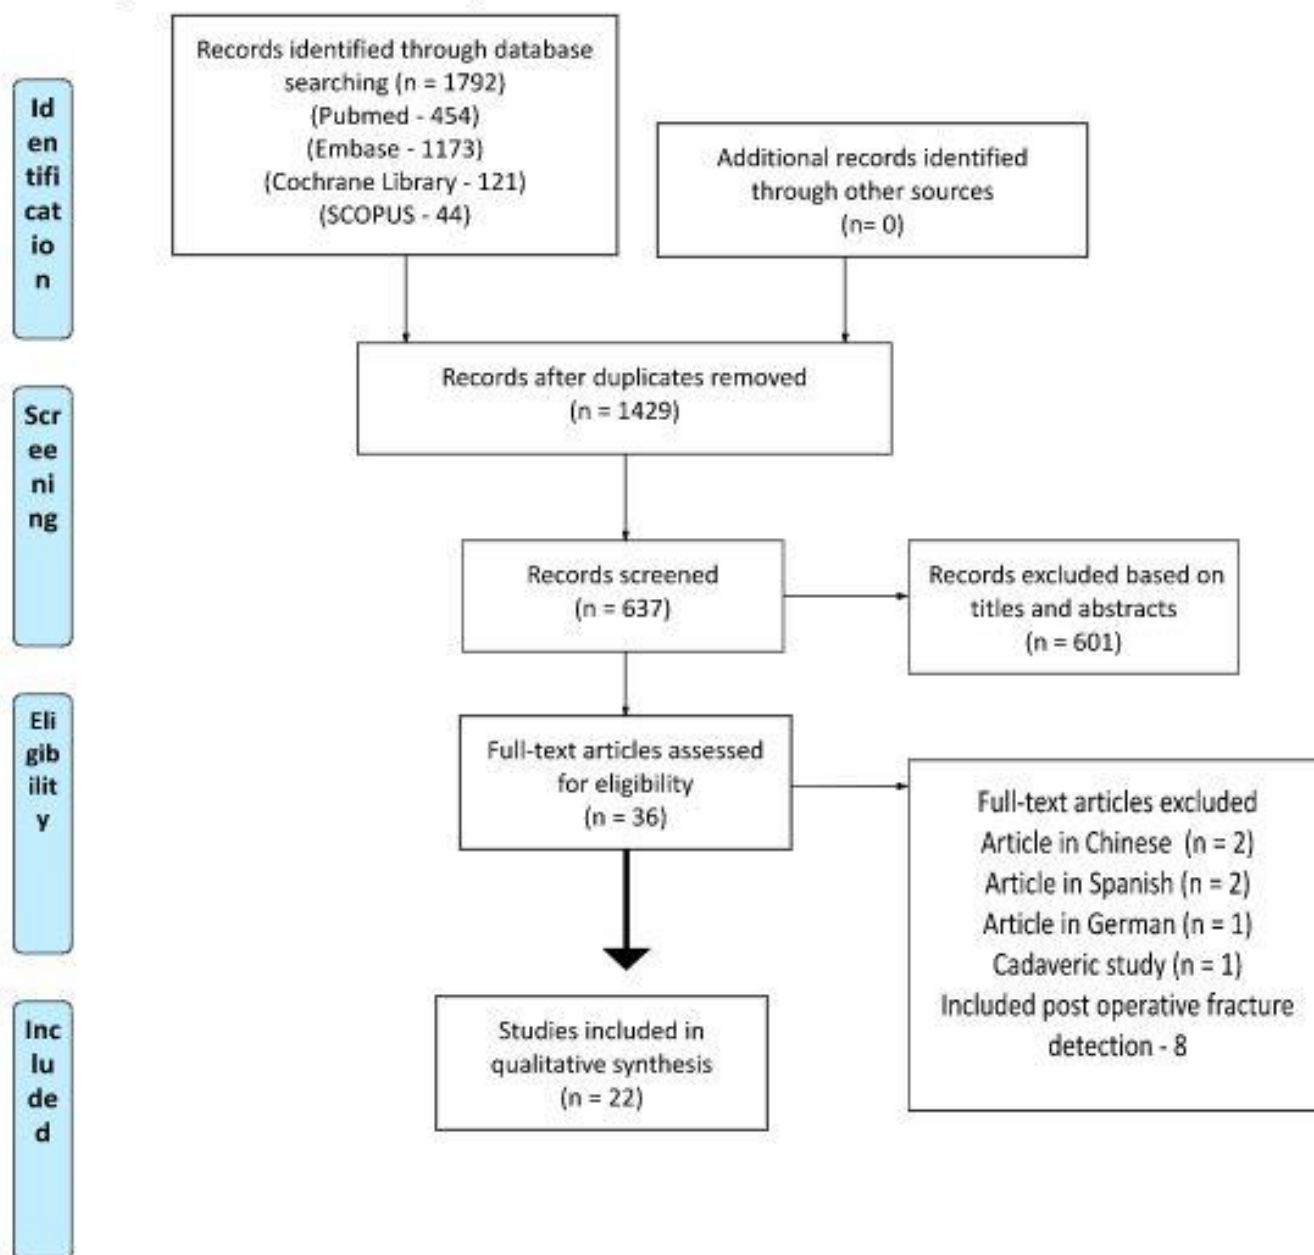 Id
en
tifi
cat
io
n
Records identified through database
searching (n = 1792)
(Pubmed - 454)
(Embase - 1173)
(Cochrane Library - 121)
(SCOPUS - 44)
Additional records identified
through other sources
(n= 0)
Records after duplicates removed
(n = 1429)
Scr
ee
ni
ng
Records screened
(n = 637)
Records excluded based on
titles and abstracts
(n = 601)
Eli
gib
ilit
y
Full-text articles assessed
for eligibility
(n = 36)
Full-text articles excluded
Article in Chinese (n = 2)
Article in Spanish (n = 2)
Article in German (n = 1)
Cadaveric study (n = 1)
Included post operative fracture
detection - 8
Inc
lu
de
d
Studies included in
qualitative synthesis
(n = 22)